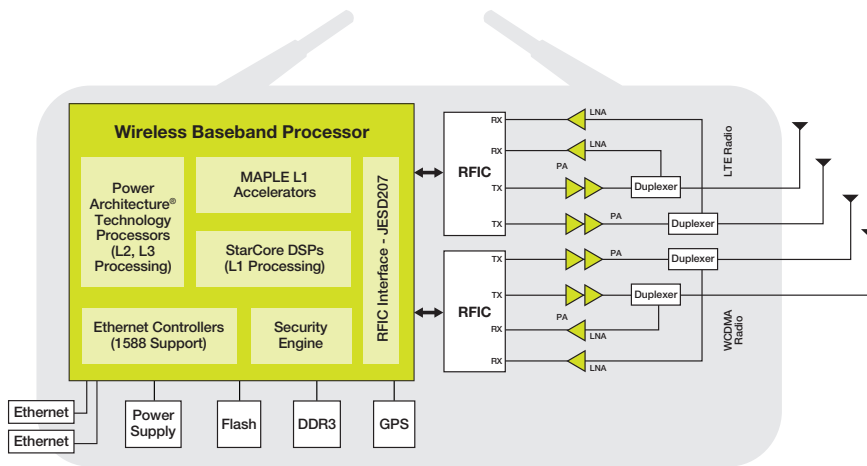 Wireless Baseband Processor
Power
Architecture®
Technology
Processors
(L2, L3
Processing)
MAPLE L1
Accelerators
StarCore DSPs
(L1 Processing)
RFIC Interface - JESD207
Ethernet Controllers
(1588 Support)
Security
Engine
Ethernet
Ethernet
Power
Supply
Flash
DDR3
GPS
RFIC
RX
RX
TX
TX
LNA
LNA
PA
PA
Duplexer
Duplexer
LTE Radio
RFIC
TX
TX
RX
RX
PA
PA
LNA
LNA
Duplexer
Duplexer
WCDMA
Radio